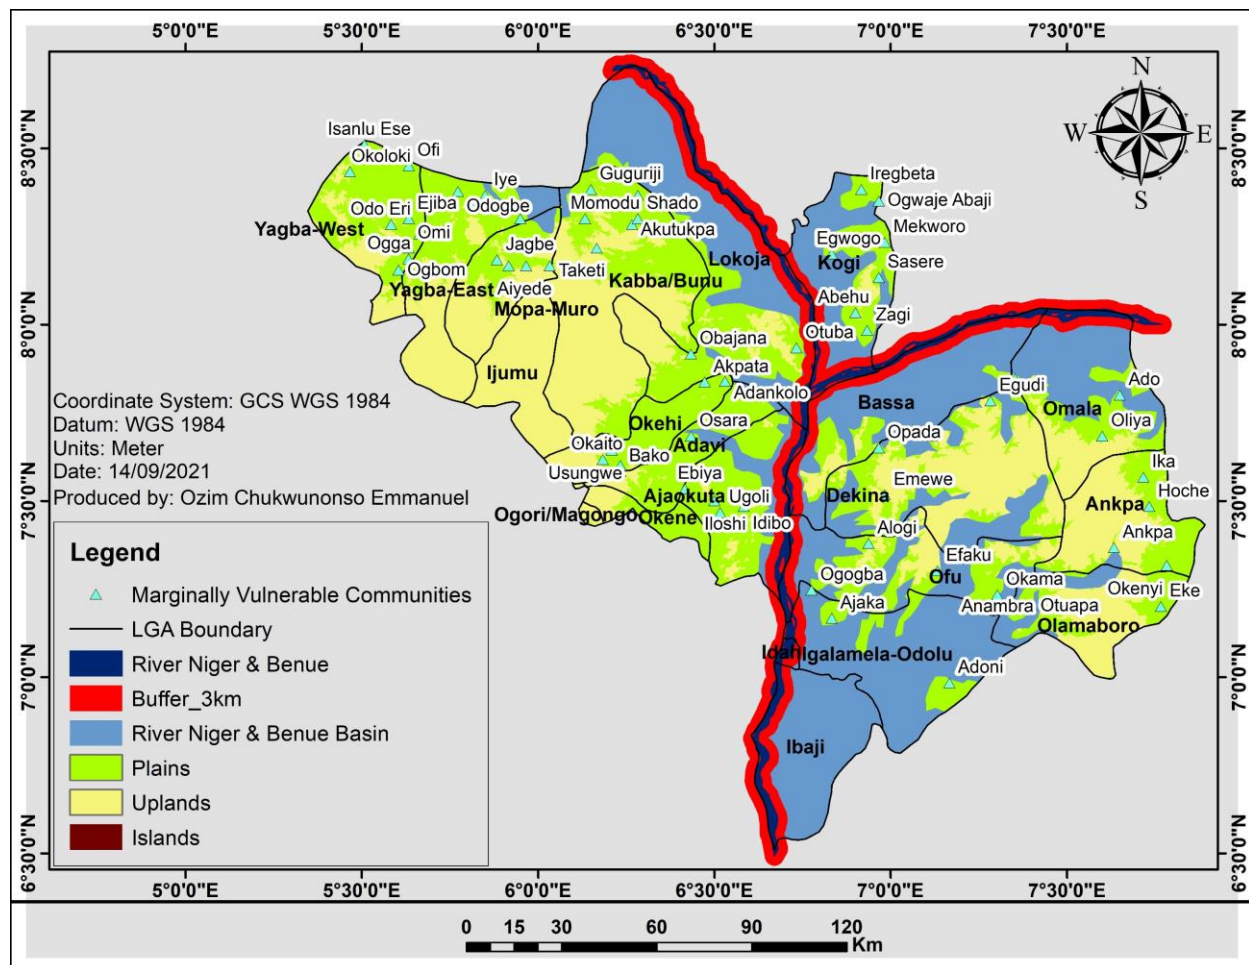 5°0'0"E 5°30'0"E 6°0'0"E 6°30'0"E 7°0'0"E 7°30'0"E
N
W E
S
8°30'0"N 8°30'0"N
8°0'0"N 8°0'0"N
7°30'0"N 7°30'0"N
7°0'0"N 7°0'0"N
6°30'0"N 6°30'0"N
Isanlu Ese
Okoloki Ofi
Iye
Guguriji
Iregbeta
Ogwaje Abaji
Odo Eri Ejiba Odogbe
Momodu Shado
Yagba-West
Omi
Akutukpa
Mekworo
Ogga
Jagbe
Egwogo
Lokoja
Kogi
Sasere
Ogbom
Taketi
Kabba/Bunu
Yagba-East
Aiyede
Mopa-Muro
Abehu
Zagi
Obajana
Otuba
Ijumu
Akpata
Adankolo
Egudi
Ado
Bassa
Omala
Okehi
Osara
Adavi
Oliya
Opada
Okaito
Bako
Usungwe
Ebiya
Emewe
Ika
Ajaokuta
Ugoli
Dekina
Hoche
Ankpa
Ogori/Magongo
Okene
Iloshi Idibo
Alogi
Ankpa
Efaku
Ogogba
Ofu
Okama
Okenyi Eke
Ajaka
Anambra Otuapa
Olamaboro
Idah
Igalamela-Odolu
Adoni
Ibaji
Coordinate System: GCS WGS 1984
Datum: WGS 1984
Units: Meter
Date: 14/09/2021
Produced by: Ozim Chukwunonso Emmanuel
Legend
Marginally Vulnerable Communities
LGA Boundary
River Niger & Benue
Buffer_3km
River Niger & Benue Basin
Plains
Uplands
Islands
5°0'0"E 5°30'0"E 6°0'0"E 6°30'0"E 7°0'0"E 7°30'0"E
0 15 30 60 90 120
Km